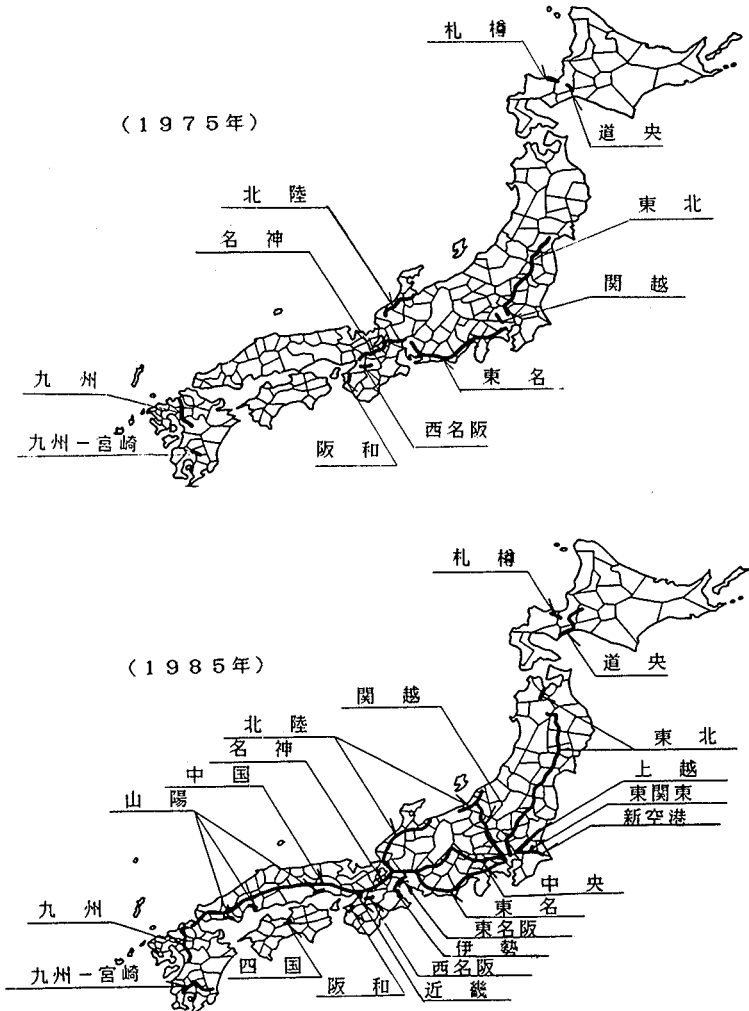 札 樽
（１９７５年）
道 央
北 陸
東 北
名 神
関 越
九 州
東 名
西名阪
九州－宮崎
阪 和
札 樽
（１９８５年）
道 央
関 越
北 陸
東 北
名 神
中 国
上 越
山 陽
東関東
新空港
中 央
九 州
東 名
東名阪
伊 勢
九州－宮崎
四 国
西名阪
阪 和
近 畿